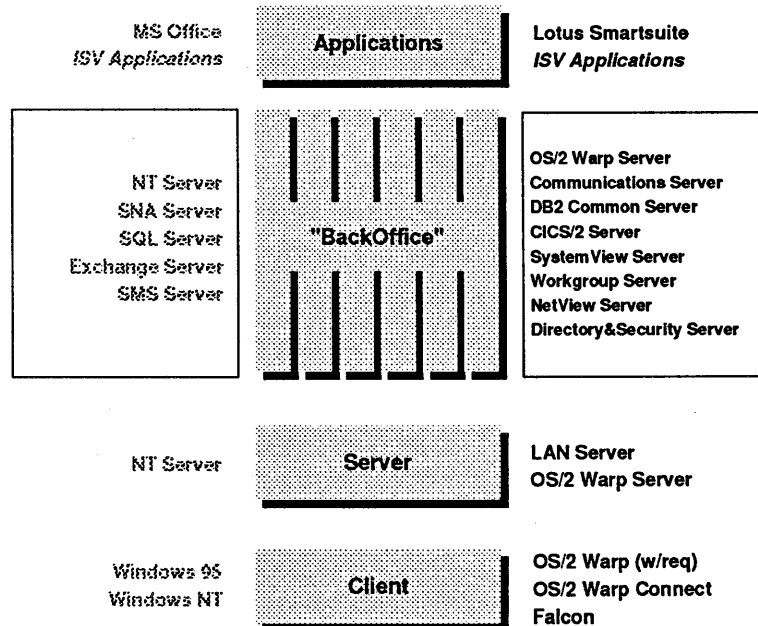 MS Office
ISV Applications
Applications
Lotus Smartsuite
ISV Applications
NT Server
SNA Server
SQL Server
Exchange Server
SMS Server
"BackOffice"
OS/2 Warp Server
Communications Server
DB2 Common Server
CICS/2 Server
SystemView Server
Workgroup Server
NetView Server
Directory&Security Server
NT Server
Server
LAN Server
OS/2 Warp Server
Windows 95
Windows NT
Client
OS/2 Warp (w/req)
OS/2 Warp Connect
Falcon